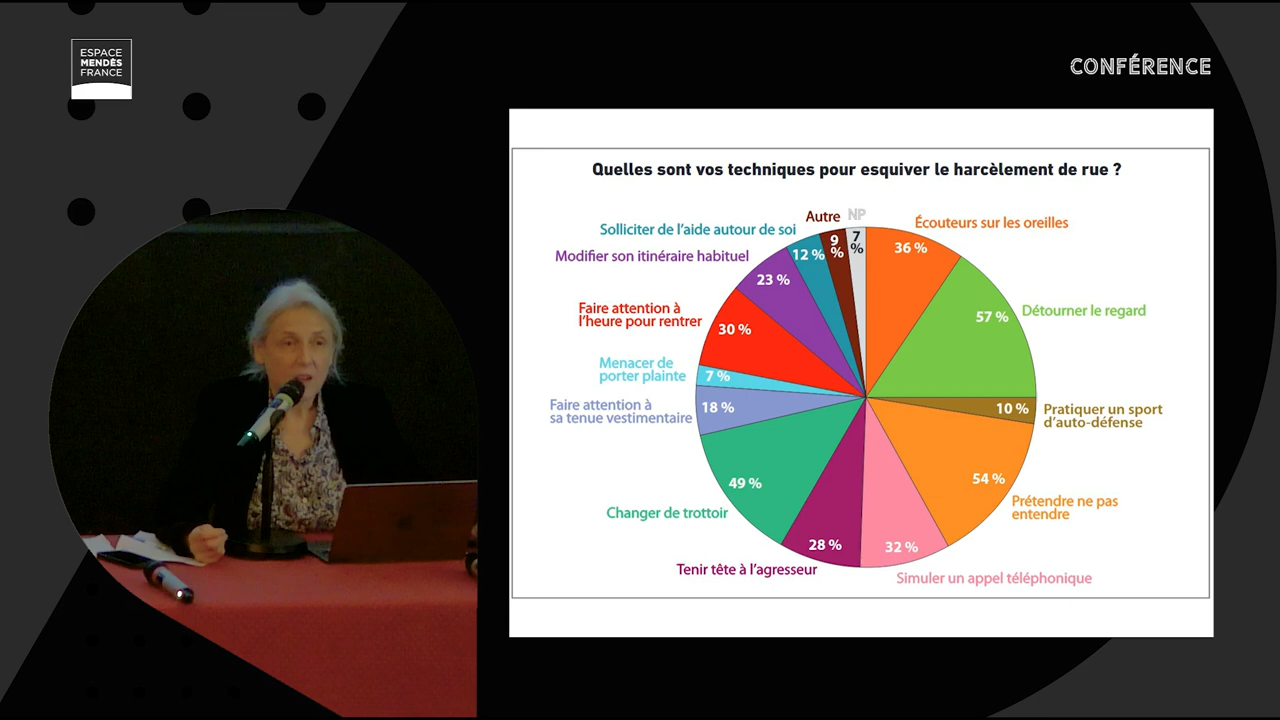 ESPACE
MENDÈS
FRANCE
CONFÉRENCE
Quelles sont vos techniques pour esquiver le harcèlement de rue ?
Écouteurs sur les oreilles
36 %
Détourner le regard
57 %
Pratiquer un sport
d'auto-défense
10 %
Prétendre ne pas
entendre
54 %
Simuler un appel téléphonique
32 %
Tenir tête à l'agresseur
28 %
Changer de trottoir
49 %
Faire attention à
sa tenue vestimentaire
18 %
Menacer de
porter plainte
7 %
Faire attention à
l'heure pour rentrer
30 %
Modifier son itinéraire habituel
23 %
Solliciter de l'aide autour de soi
12 %
Autre
9
%
NP
7
%